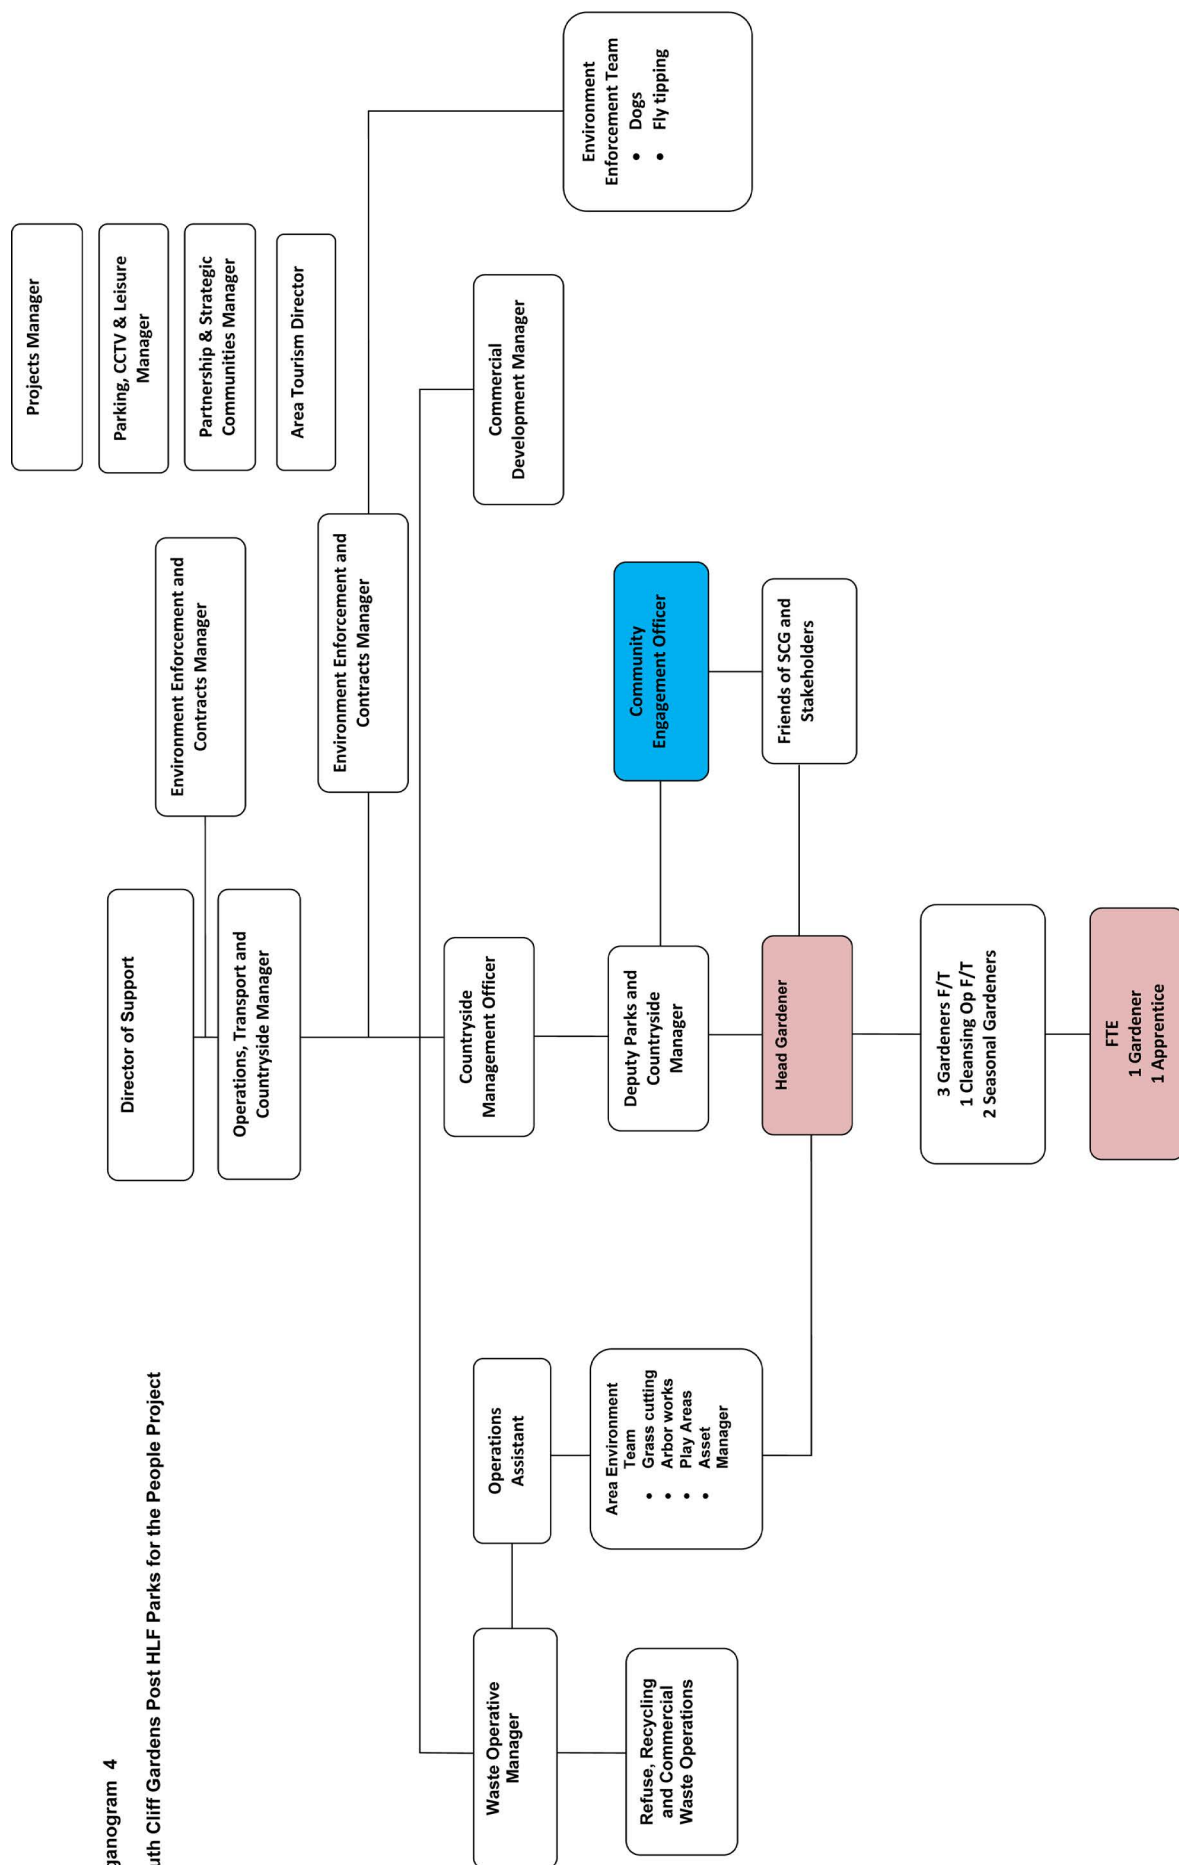 ganogram 4
uth Cliff Gardens Post HLF Parks for the People Project
Projects Manager
Parking, CCTV & Leisure
Manager
Partnership & Strategic
Communities Manager
Area Tourism Director
Director of Support
Environment Enforcement and
Contracts Manager
Operations, Transport and
Countryside Manager
Environment Enforcement and
Contracts Manager
Waste Operative
Manager
Operations
Assistant
Countryside
Management Officer
Commercial
Development Manager
Environment
Enforcement Team
• Dogs
• Fly tipping
Refuse, Recycling
and Commercial
Waste Operations
Area Environment
Team
• Grass cutting
• Arbor works
• Play Areas
• Asset
Manager
Deputy Parks and
Countryside
Manager
Community
Engagement Officer
Head Gardener
Friends of SCG and
Stakeholders
3 Gardeners F/T
1 Cleansing Op F/T
2 Seasonal Gardeners
FTE
1 Gardener
1 Apprentice